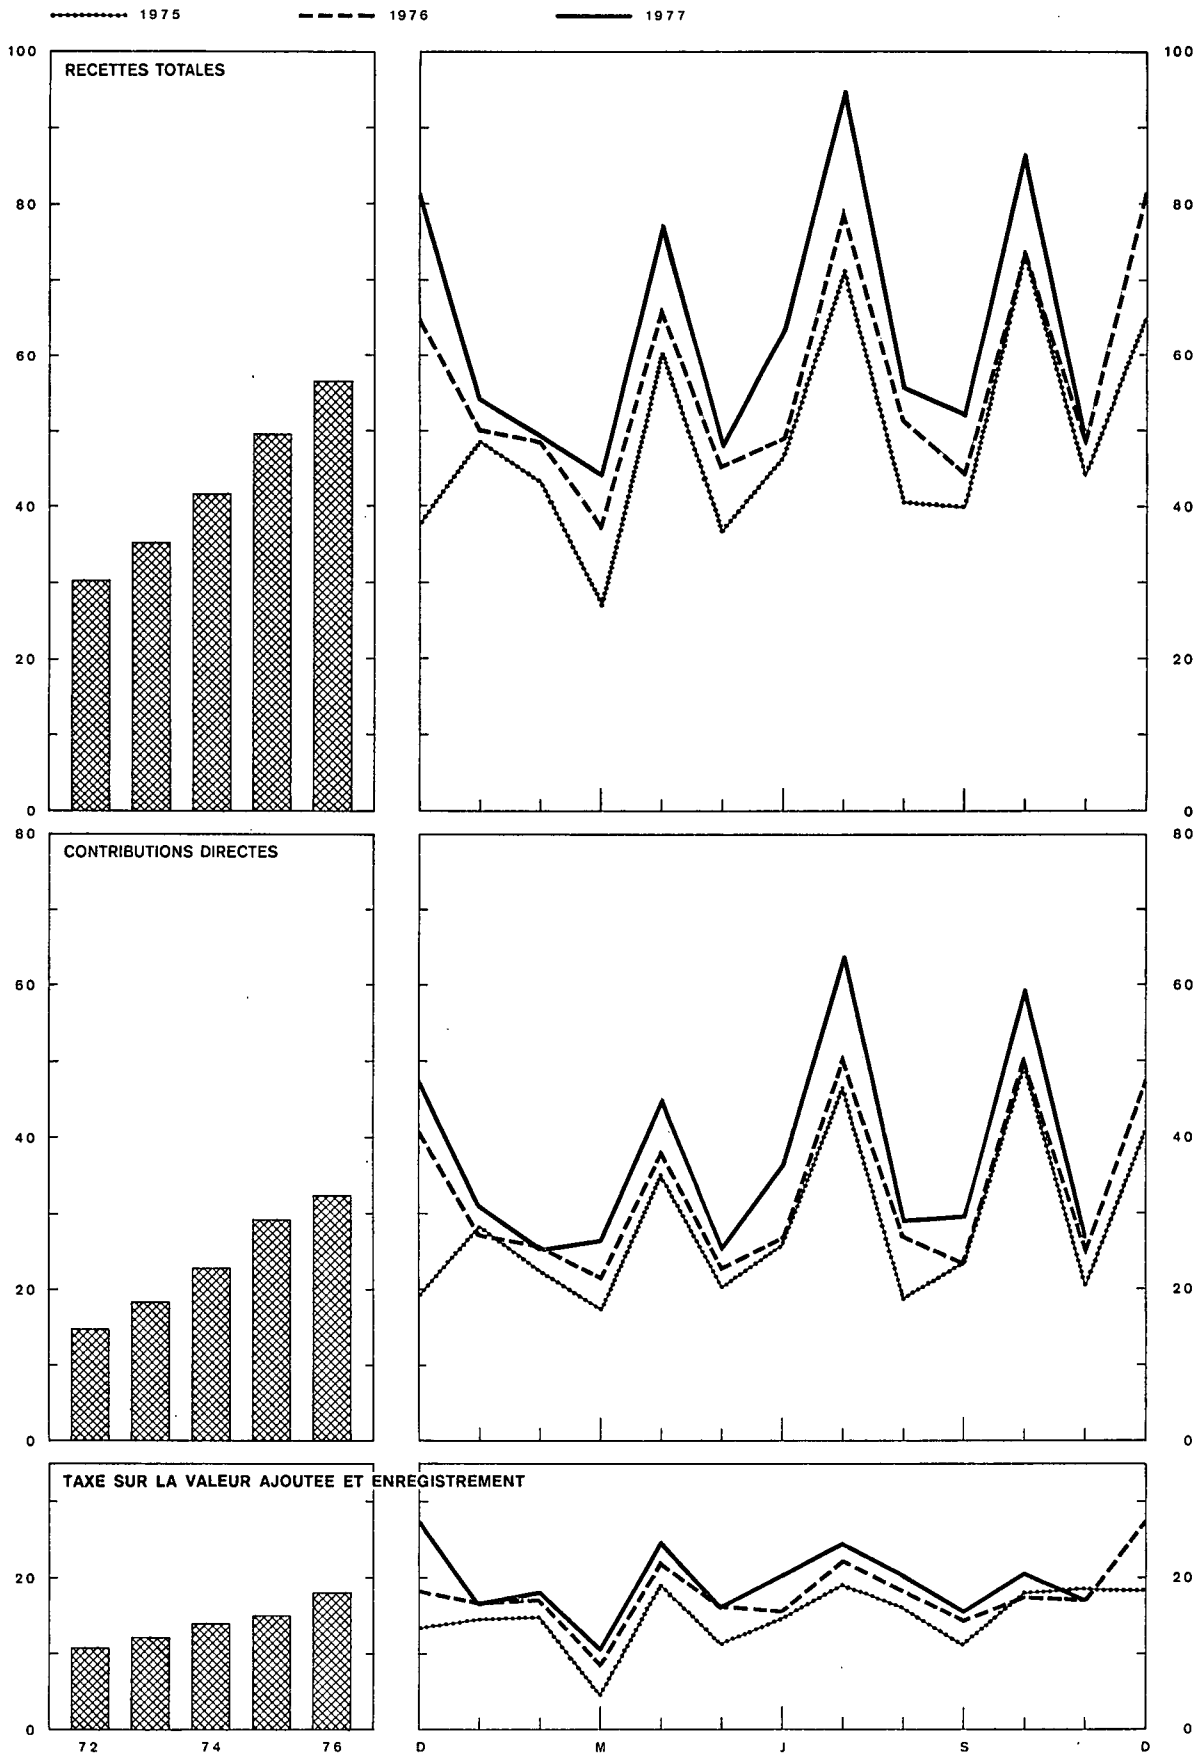 1975 1976 1977
100 100
RECETTES TOTALES
80 80
60 60
40 40
20 20
0 0
80 80
CONTRIBUTIONS DIRECTES
60 60
40 40
20 20
0 0
TAXE SUR LA VALEUR AJOUTEE ET ENREGISTREMENT
20 20
0 0
72 74 76 D M J S D